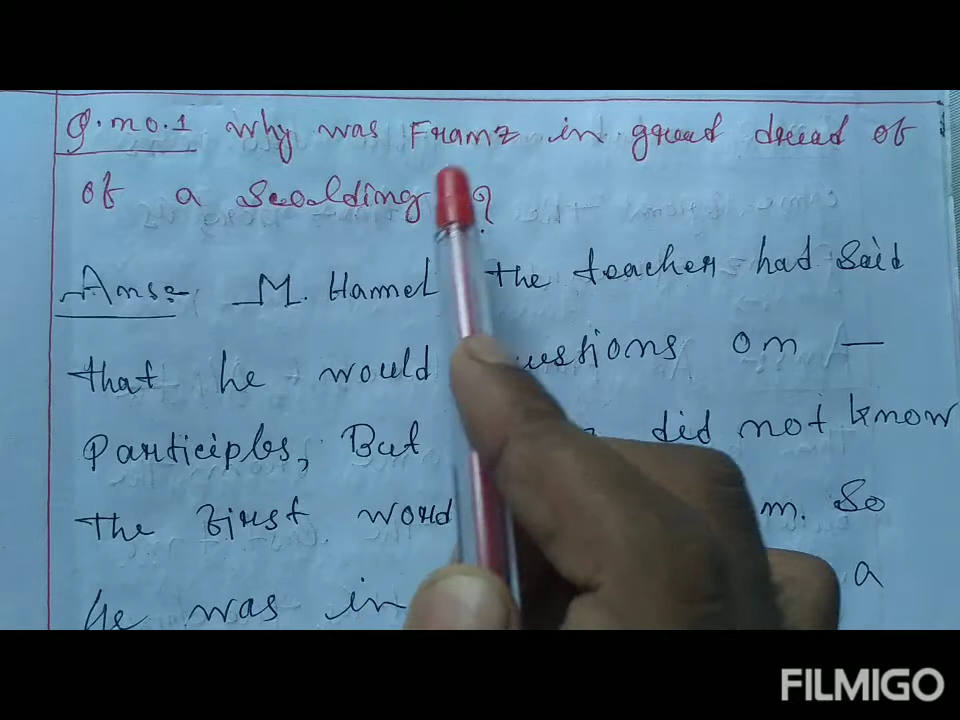 Q.no.1 Why was Franz in great dread of
of a Scolding ?
Ans:- M. Hamel the teacher had Said
that he would questions on —
Participles, But did not know
the First word m. So
he was in a
FILMIGO